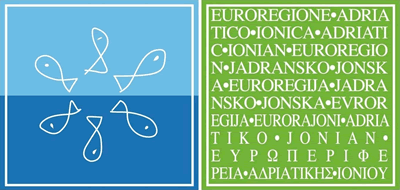 EUROREGIONE•ADRIA
TICO•IONICA•ADRIATI
C•IONIAN•EUROREGIO
N•JADRANSKO•JONSK
A•EUROREGIJA•JADRA
NSKO•JONSKA•EVROR
EGIJA•EURORAJONI•ADRIA
TIKO•JONIAN•
ΕΥΡΩΠΕΡΙΦΕ
ΡΕΙΑ•ΑΔΡΙΑΤΙΚΗΣ•ΙΟΝΙΟΥ